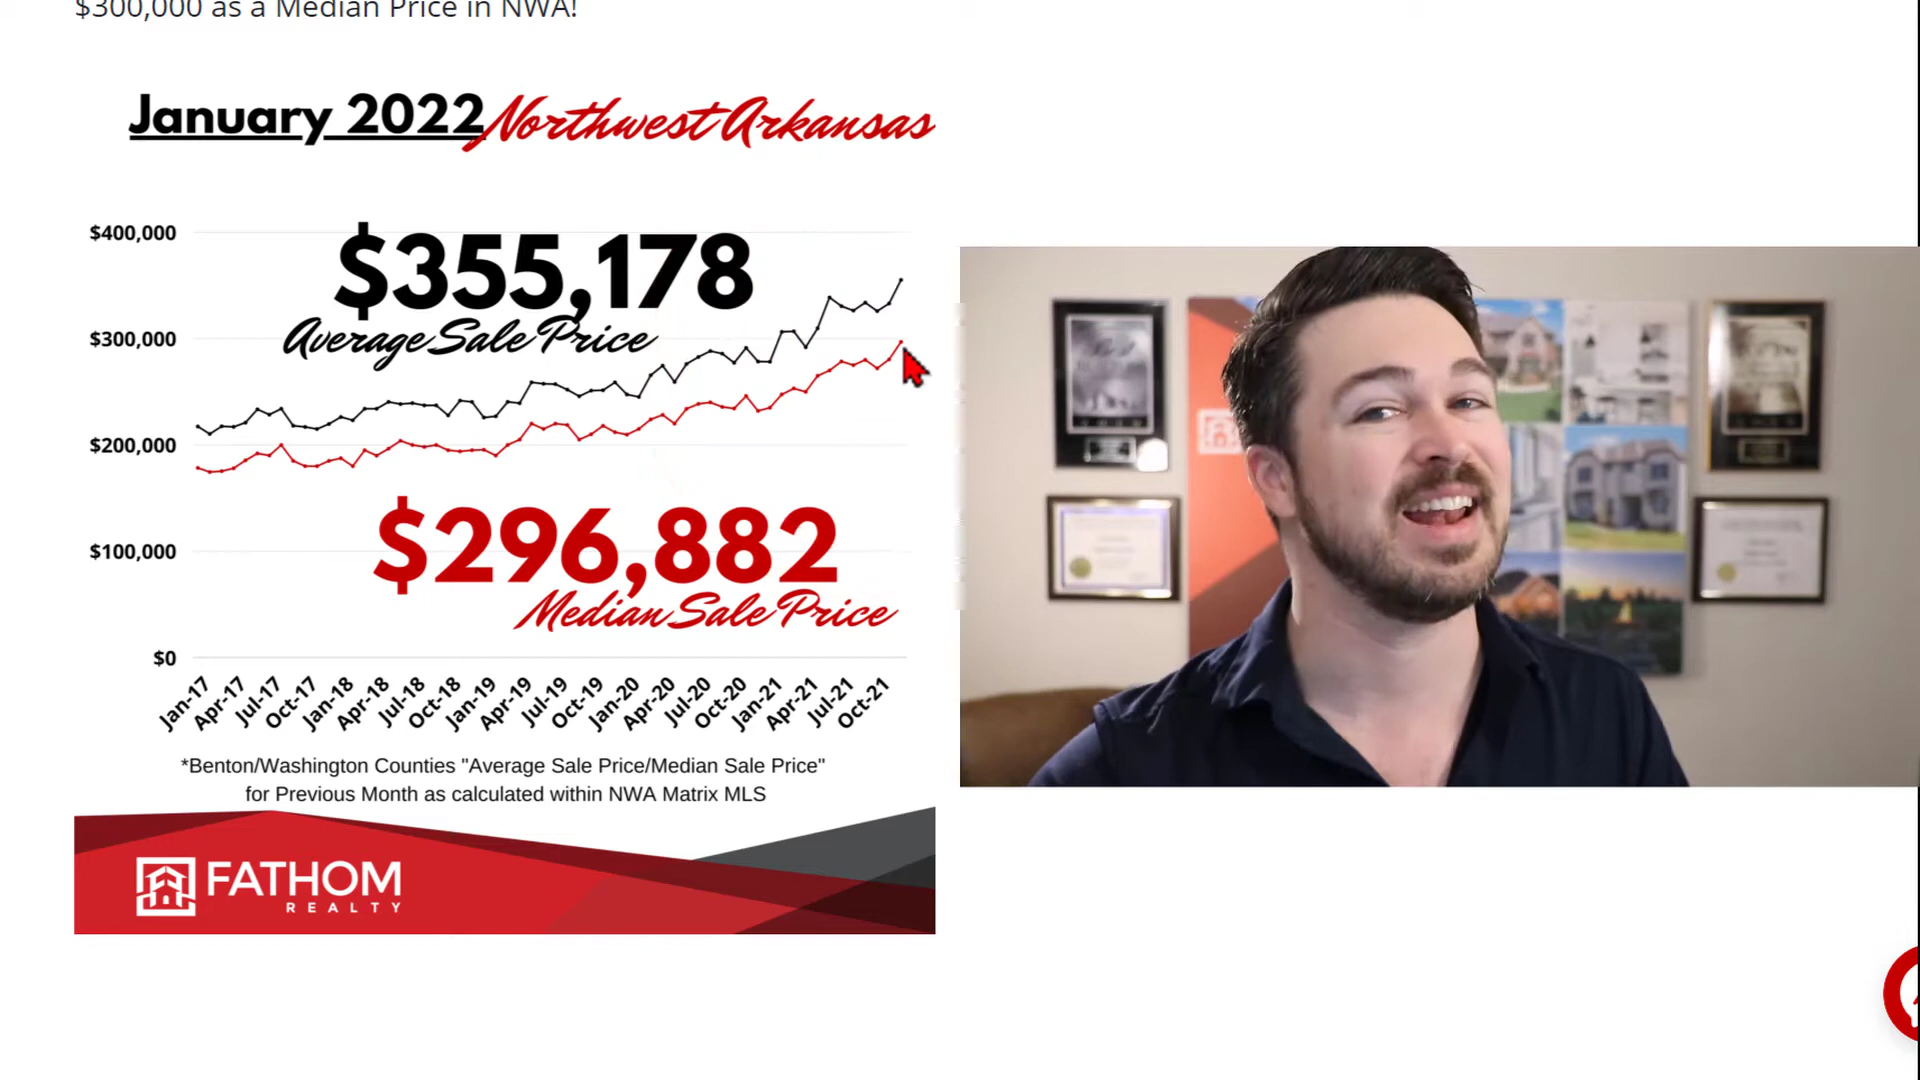 $300,000 as a Median Price in NWA!
January 2022 Northwest Arkansas
$400,000
$355,178
Average Sale Price
$300,000
$200,000
$296,882
$100,000
Median Sale Price
$0
Jan-17
Apr-17
Jul-17
Oct-17
Jan-18
Apr-18
Jul-18
Oct-18
Jan-19
Apr-19
Jul-19
Oct-19
Jan-20
Apr-20
Jul-20
Oct-20
Jan-21
Apr-21
Jul-21
Oct-21
*Benton/Washington Counties "Average Sale Price/Median Sale Price"
for Previous Month as calculated within NWA Matrix MLS
FATHOM
REALTY